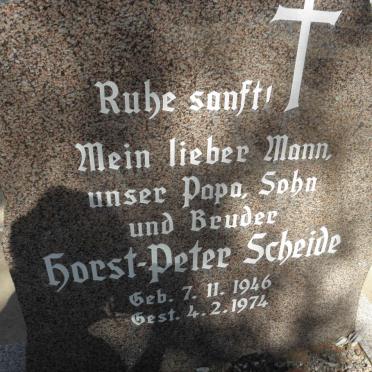 Ruhe sanft!
Mein lieber Mann,
unser Papa, Sohn
und Bruder
Horst-Peter Scheide
Geb. 7. 11. 1946
Gest. 4. 2. 1974